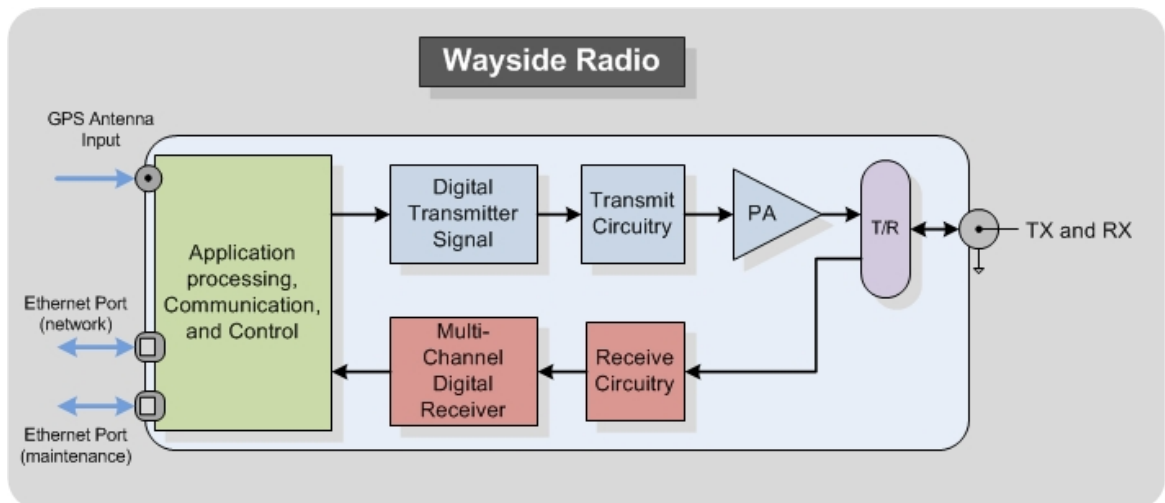 Wayside Radio
GPS Antenna
Input
Digital
Transmitter
Signal
Transmit
Circuitry
PA
T/R
TX and RX
Application
processing,
Communication,
and Control
Ethernet Port
(network)
Multi-
Channel
Digital
Receiver
Receive
Circuitry
Ethernet Port
(maintenance)